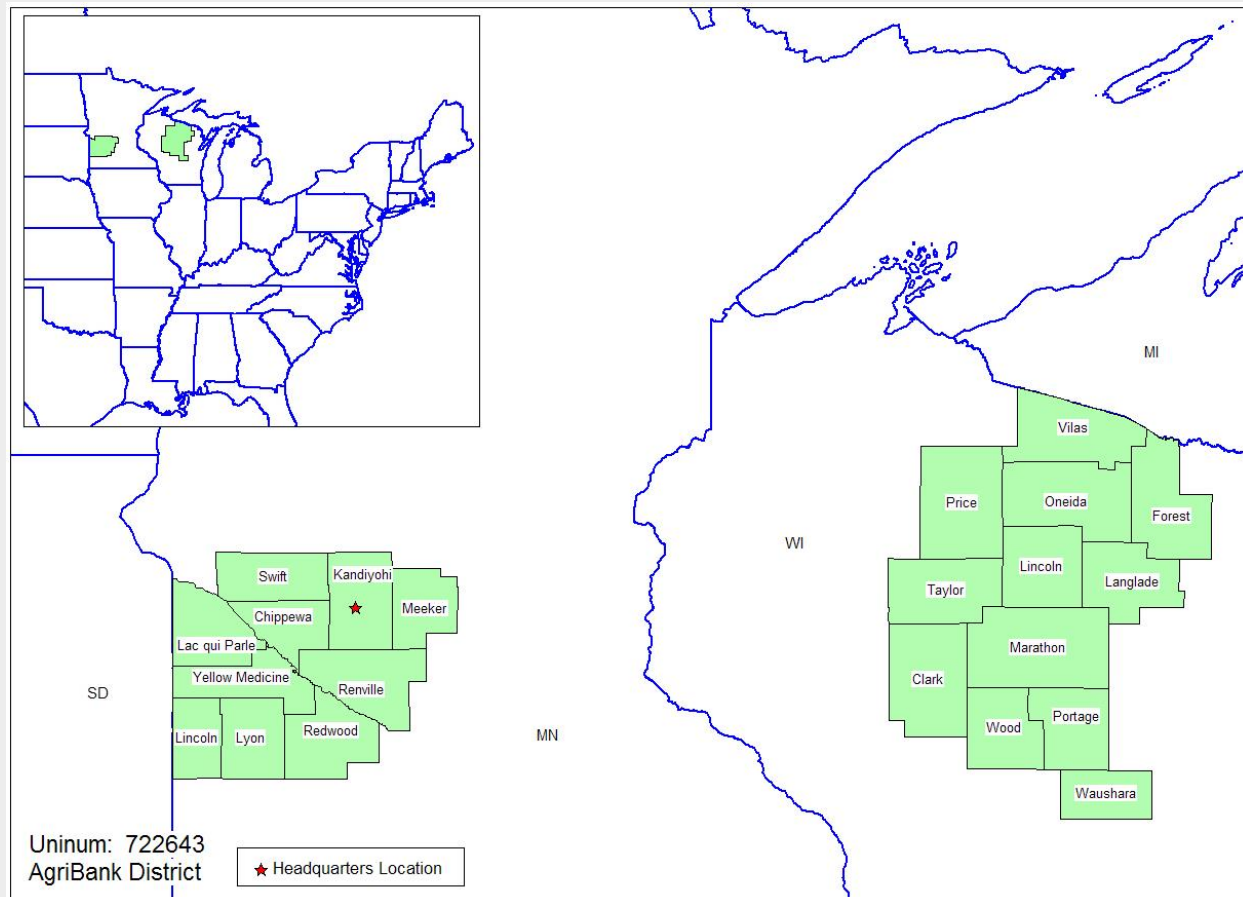 MI
Vilas
Price
Oneida
Forest
WI
Lincoln
Langlade
Taylor
Marathon
Clark
Wood
Portage
Waushara
Swift
Kandiyohi
Meeker
Chippewa
Lac qui Parle
Yellow Medicine
Renville
SD
Lincoln
Lyon
Redwood
MN
Uninum: 722643
AgriBank District
Headquarters Location